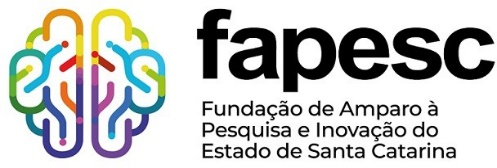 fapesc
Fundação de Amparo à
Pesquisa e Inovação do
Estado de Santa Catarina